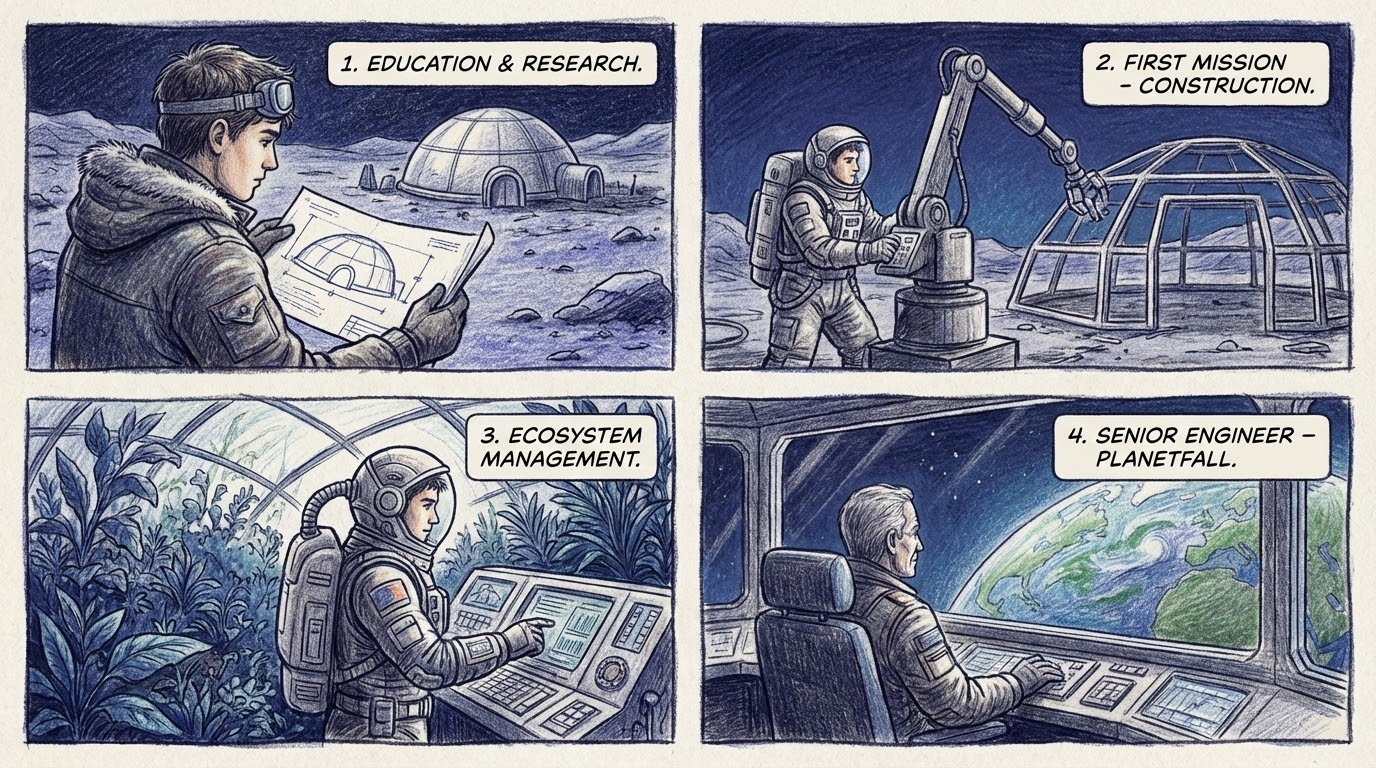 1. EDUCATION & RESEARCH.
2. FIRST MISSION
– CONSTRUCTION.
3. ECOSYSTEM
MANAGEMENT.
4. SENIOR ENGINEER –
PLANETFALL.